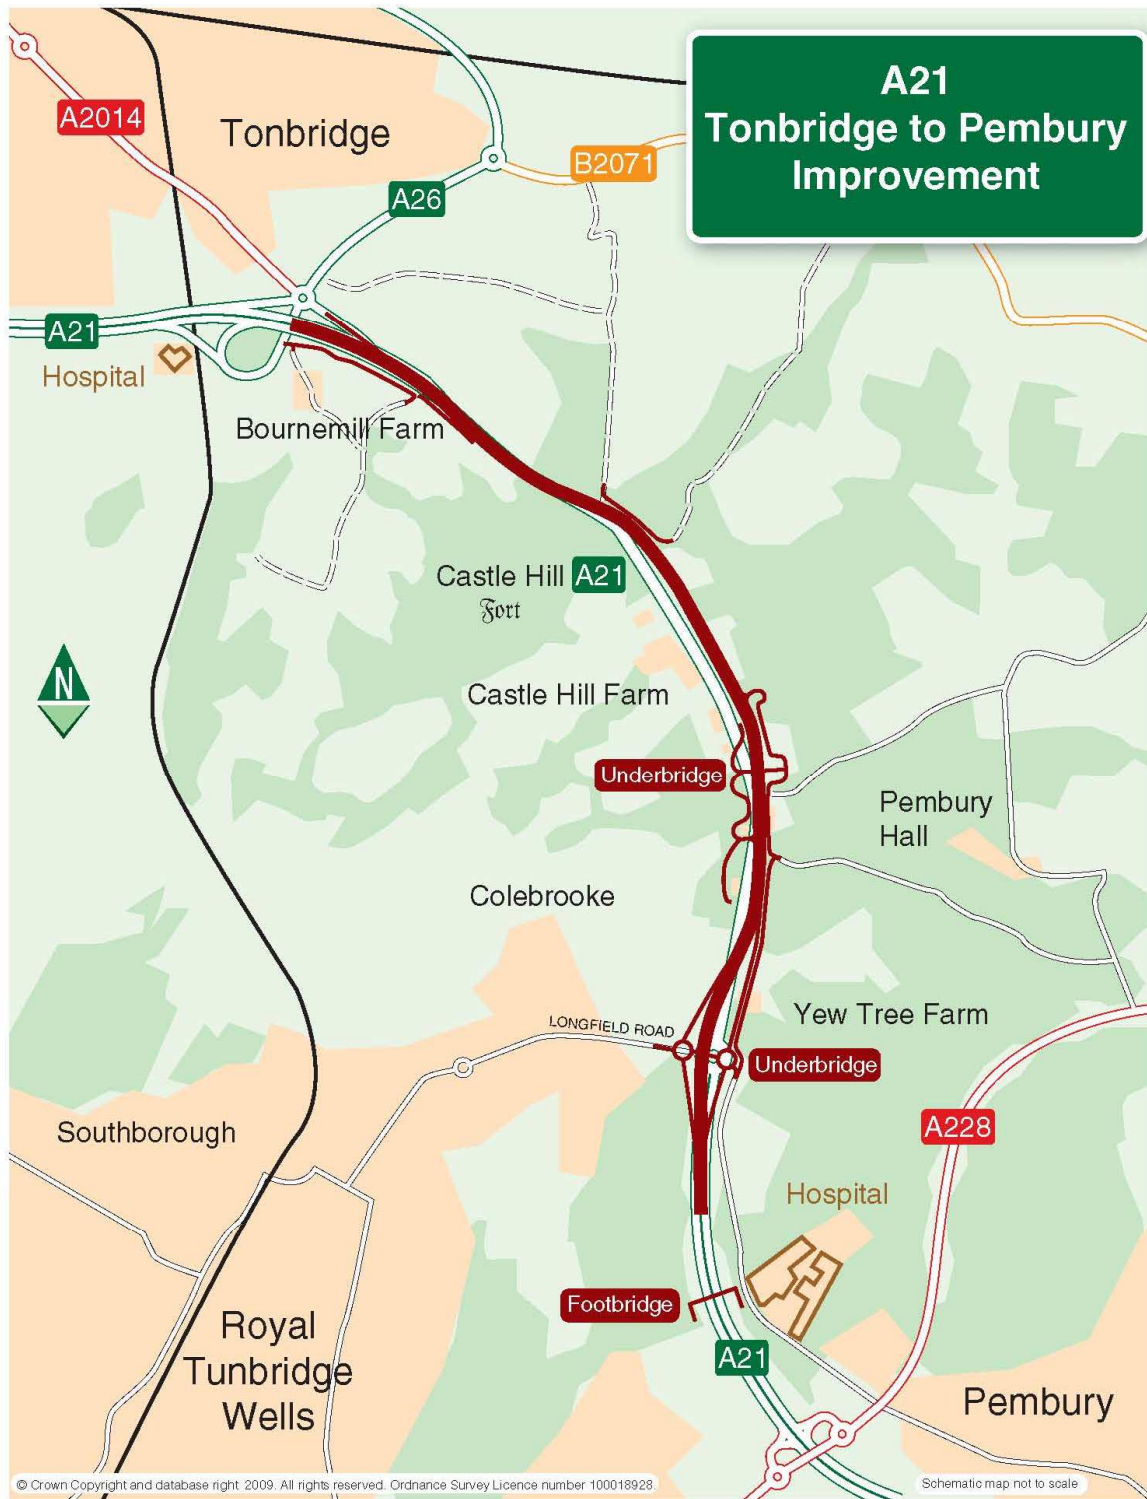 A21
Tonbridge to Pembury
Improvement
A2014
Tonbridge
B2071
A26
A21
Hospital
Bournemill Farm
Castle Hill
A21
Fort
N
Castle Hill Farm
Underbridge
Pembury
Hall
Colebrooke
LONGFIELD ROAD
Yew Tree Farm
Underbridge
Southborough
A228
Hospital
Footbridge
Royal
Tunbridge
Wells
A21
Pembury
© Crown Copyright and database right 2009. All rights reserved. Ordnance Survey Licence number 100018928.
Schematic map not to scale